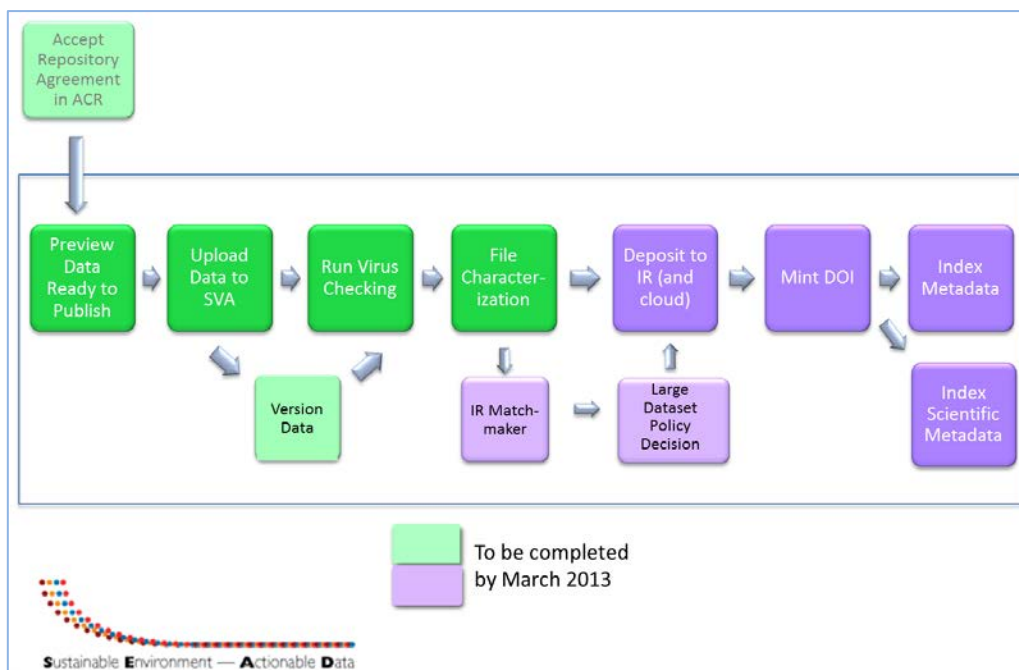 Accept
Repository
Agreement
in ACR
Preview
Data
Ready to
Publish
Upload
Data to
SVA
Run Virus
Checking
File
Character-
ization
Deposit to
IR (and
cloud)
Mint DOI
Index
Metadata
Version
Data
IR Match-
maker
Large
Dataset
Policy
Decision
Index
Scientific
Metadata
To be completed
by March 2013
Sustainable Environment — Actionable Data